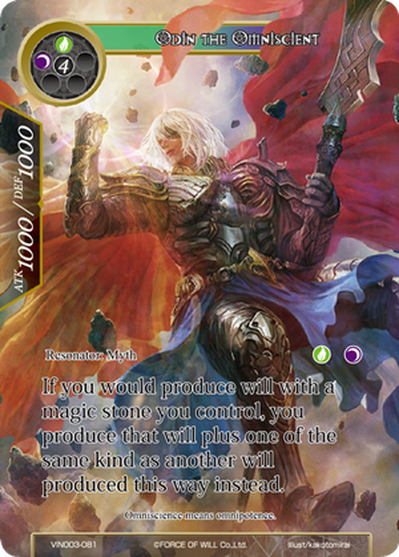 Odin the Omniscient
4
ATK 1000 / DEF 1000
Resonator: Myth
If you would produce will with a
magic stone you control, you
produce that will plus one of the
same kind as another will
produced this way instead.
Omniscience means omnipotence.
VIN003-081 ©FORCE OF WILL Co.,Ltd. Illust/kakotomirai